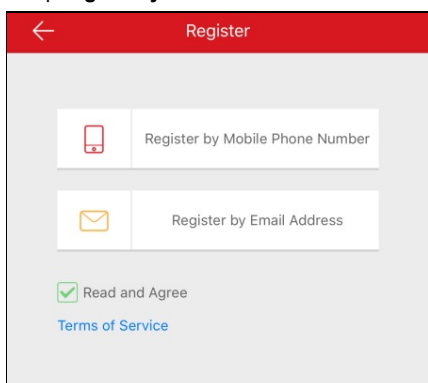 Register
Register by Mobile Phone Number
Register by Email Address
Read and Agree
Terms of Service